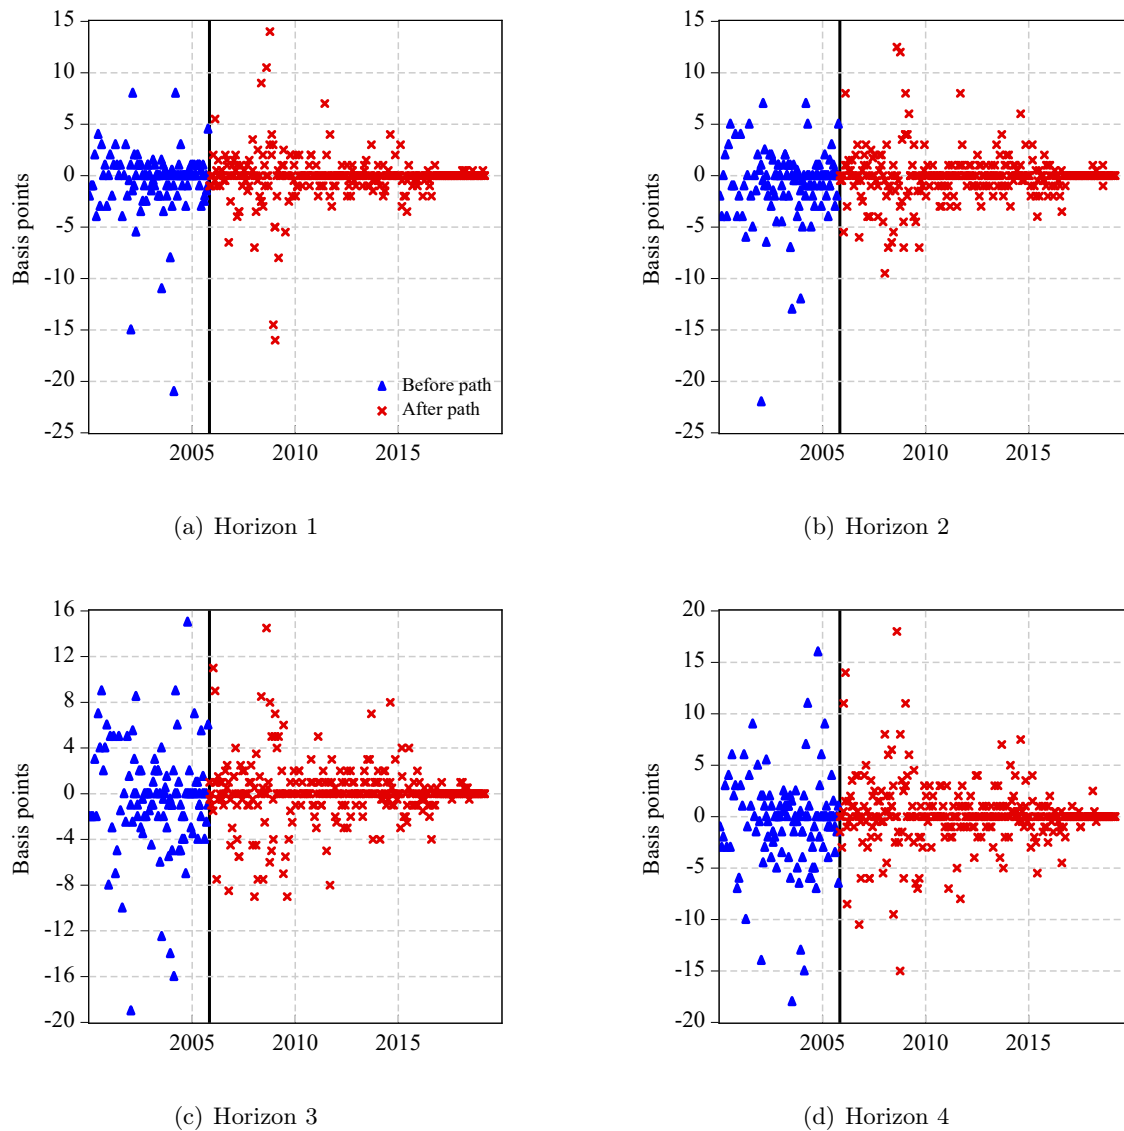 15
10
5
0
-5
-10
-15
-20
-25
Basis points
2005 2010 2015
Before path
After path
(a) Horizon 1
15
10
5
0
-5
-10
-15
-20
-25
Basis points
2005 2010 2015
(b) Horizon 2
16
12
8
4
0
-4
-8
-12
-16
-20
Basis points
2005 2010 2015
(c) Horizon 3
20
15
10
5
0
-5
-10
-15
-20
Basis points
2005 2010 2015
(d) Horizon 4